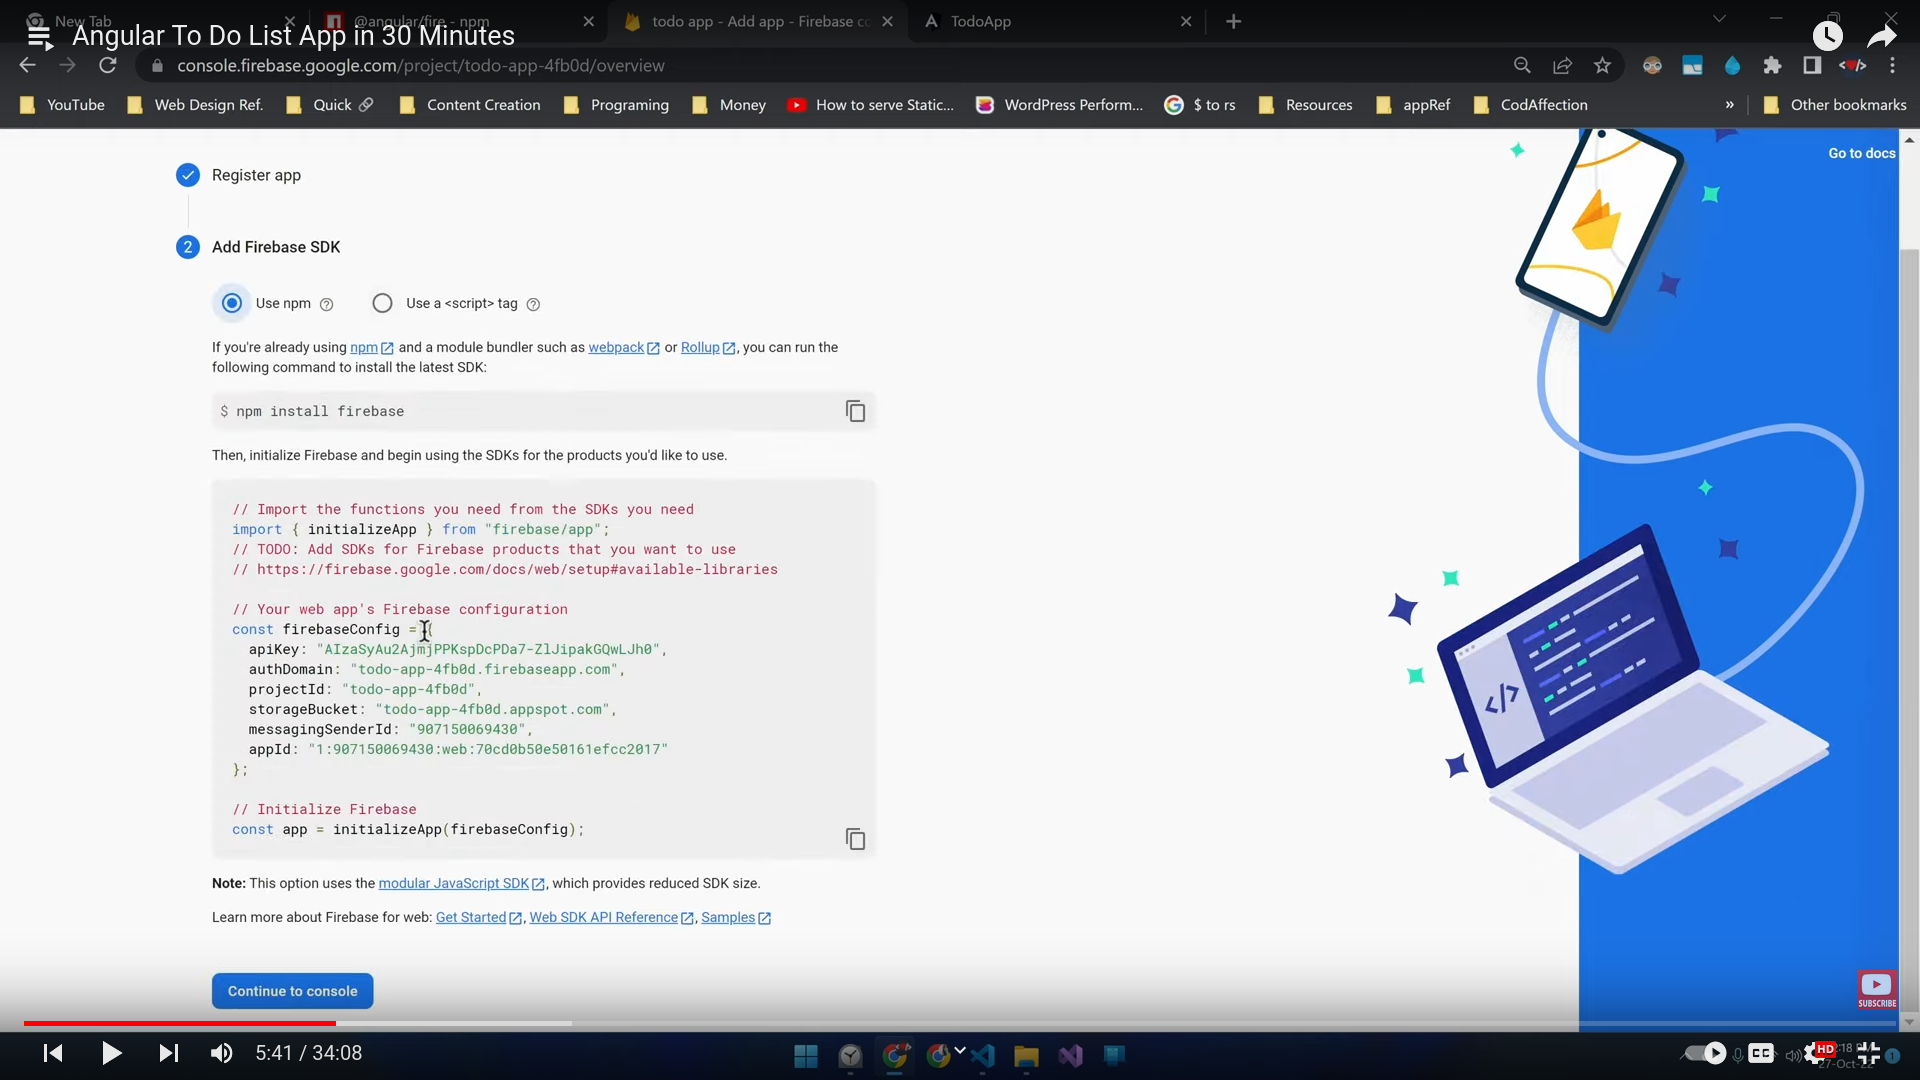 New Tab
@angular/fire - npm
todo app - Add app - Firebase co
TodoApp
Angular To Do List App in 30 Minutes
console.firebase.google.com/project/todo-app-4fb0d/overview
YouTube
Web Design Ref.
Quick
Content Creation
Programing
Money
How to serve Static...
WordPress Perform...
$ to rs
Resources
appRef
CodAffection
»
Other bookmarks
Go to docs
Register app
2 Add Firebase SDK
Use npm
Use a <script> tag
If you're already using npm and a module bundler such as webpack or Rollup, you can run the
following command to install the latest SDK:
$ npm install firebase
Then, initialize Firebase and begin using the SDKs for the products you'd like to use.
// Import the functions you need from the SDKs you need
import { initializeApp } from "firebase/app";
// TODO: Add SDKs for Firebase products that you want to use
// https://firebase.google.com/docs/web/setup#available-libraries
// Your web app's Firebase configuration
const firebaseConfig = {
apiKey: "AIzaSyAu2AjmjPPKspDcPDa7-ZlJipakGQwLJh0",
authDomain: "todo-app-4fb0d.firebaseapp.com",
projectId: "todo-app-4fb0d",
storageBucket: "todo-app-4fb0d.appspot.com",
messagingSenderId: "907150069430",
appId: "1:907150069430:web:70cd0b50e50161efcc2017"
};
// Initialize Firebase
const app = initializeApp(firebaseConfig);
Note: This option uses the modular JavaScript SDK, which provides reduced SDK size.
Learn more about Firebase for web: Get Started, Web SDK API Reference, Samples
Continue to console
</>
SUBSCRIBE
5:41 / 34:08
CC
HD
27-Oct-22
1